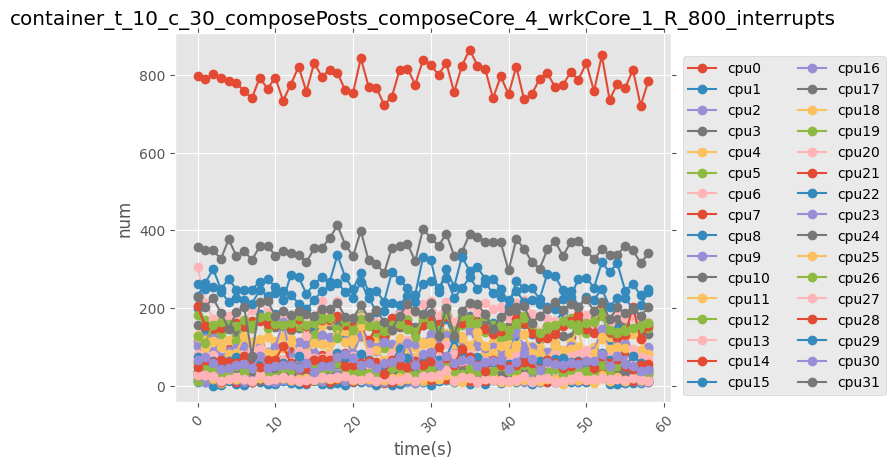 container_t_10_c_30_composePosts_composeCore_4_wrkCore_1_R_800_interrupts
800
600
400
200
0
num
0
10
20
30
40
50
60
time(s)
cpu0
cpu1
cpu2
cpu3
cpu4
cpu5
cpu6
cpu7
cpu8
cpu9
cpu10
cpu11
cpu12
cpu13
cpu14
cpu15
cpu16
cpu17
cpu18
cpu19
cpu20
cpu21
cpu22
cpu23
cpu24
cpu25
cpu26
cpu27
cpu28
cpu29
cpu30
cpu31